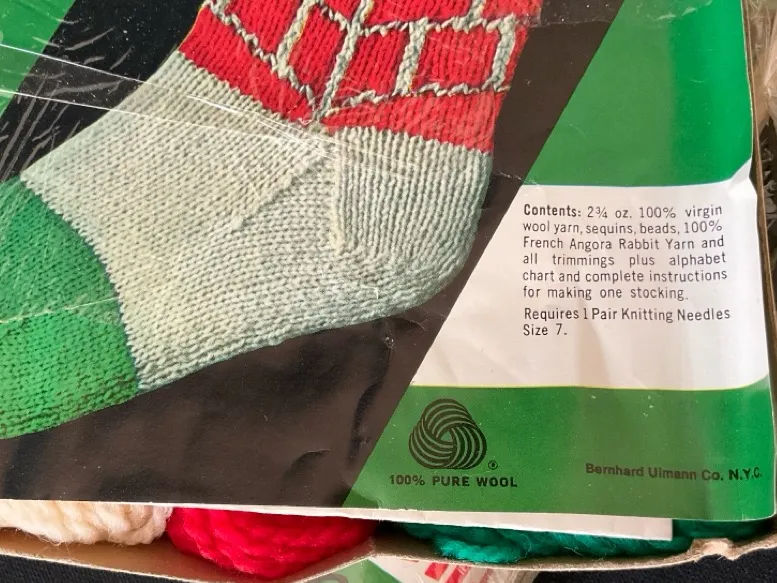 Contents: 2¾ oz. 100% virgin
wool yarn, sequins, beads, 100%
French Angora Rabbit Yarn and
all trimmings plus alphabet
chart and complete instructions
for making one stocking.
Requires 1 Pair Knitting Needles
Size 7.
®
100% PURE WOOL
Bernhard Ulmann Co. N.Y.C.